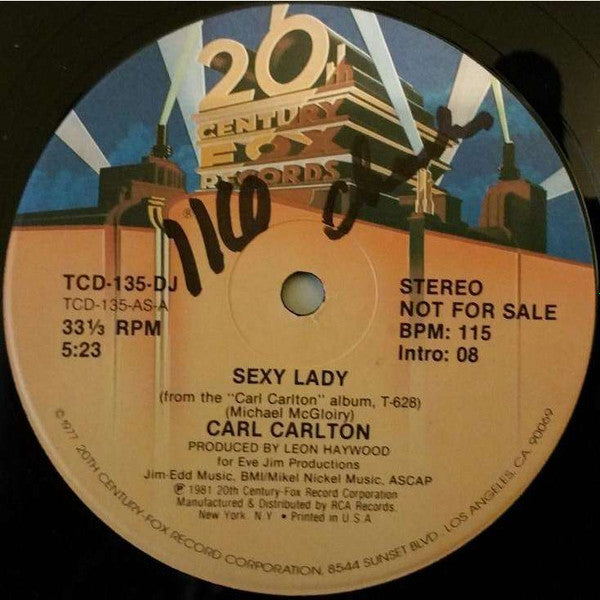 20th
CENTURY
FOX
RECORDS
116
TCD-135-DJ
TCD-135-AS-A
33⅓ RPM
5:23
STEREO
NOT FOR SALE
BPM: 115
Intro: 08
SEXY LADY
(from the "Carl Carlton" album, T-628)
(Michael McGloiry)
CARL CARLTON
PRODUCED BY LEON HAYWOOD
for Eve Jim Productions
Jim-Edd Music, BMI/Mikel Nickel Music, ASCAP
℗ 1981 20th Century-Fox Record Corporation
Manufactured & Distributed by RCA Records,
New York, N.Y. • Printed in U.S.A.
©1977, 20TH CENTURY-FOX RECORD CORPORATION, 8544 SUNSET BLVD., LOS ANGELES, CA 90069